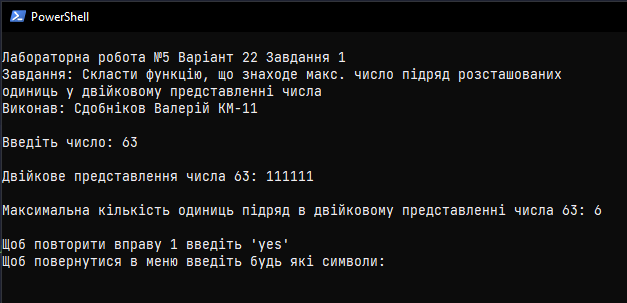 PowerShell
Лабораторна робота №5 Варіант 22 Завдання 1
Завдання: Скласти функцію, що знаходе макс. число підряд розсташованих
одиниць у двійковому представленні числа
Виконав: Сдобніков Валерій КМ-11
Введіть число: 63
Двійкове представлення числа 63: 111111
Максимальна кількість одиниць підряд в двійковому представленні числа 63: 6
Щоб повторити вправу 1 введіть 'yes'
Щоб повернутися в меню введіть будь які символи: